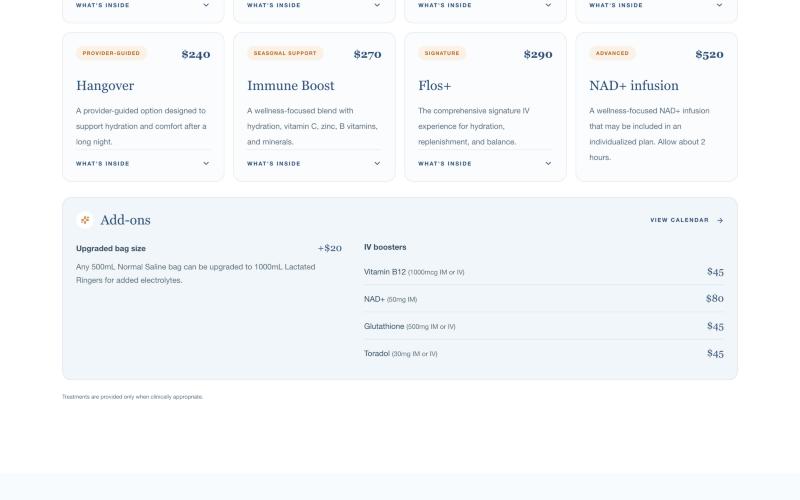 WHAT'S INSIDE
WHAT'S INSIDE
WHAT'S INSIDE
WHAT'S INSIDE
PROVIDER-GUIDED
$240
Hangover
A provider-guided option designed to
support hydration and comfort after a
long night.
WHAT'S INSIDE
SEASONAL SUPPORT
$270
Immune Boost
A wellness-focused blend with
hydration, vitamin C, zinc, B vitamins,
and minerals.
WHAT'S INSIDE
SIGNATURE
$290
Flos+
The comprehensive signature IV
experience for hydration,
replenishment, and balance.
WHAT'S INSIDE
ADVANCED
$520
NAD+ infusion
A wellness-focused NAD+ infusion
that may be included in an
individualized plan. Allow about 2
hours.
Add-ons
VIEW CALENDAR
Upgraded bag size
+$20
Any 500mL Normal Saline bag can be upgraded to 1000mL Lactated
Ringers for added electrolytes.
IV boosters
Vitamin B12 (1000mcg IM or IV)
$45
NAD+ (50mg IM)
$80
Glutathione (500mg IM or IV)
$45
Toradol (30mg IM or IV)
$45
Treatments are provided only when clinically appropriate.